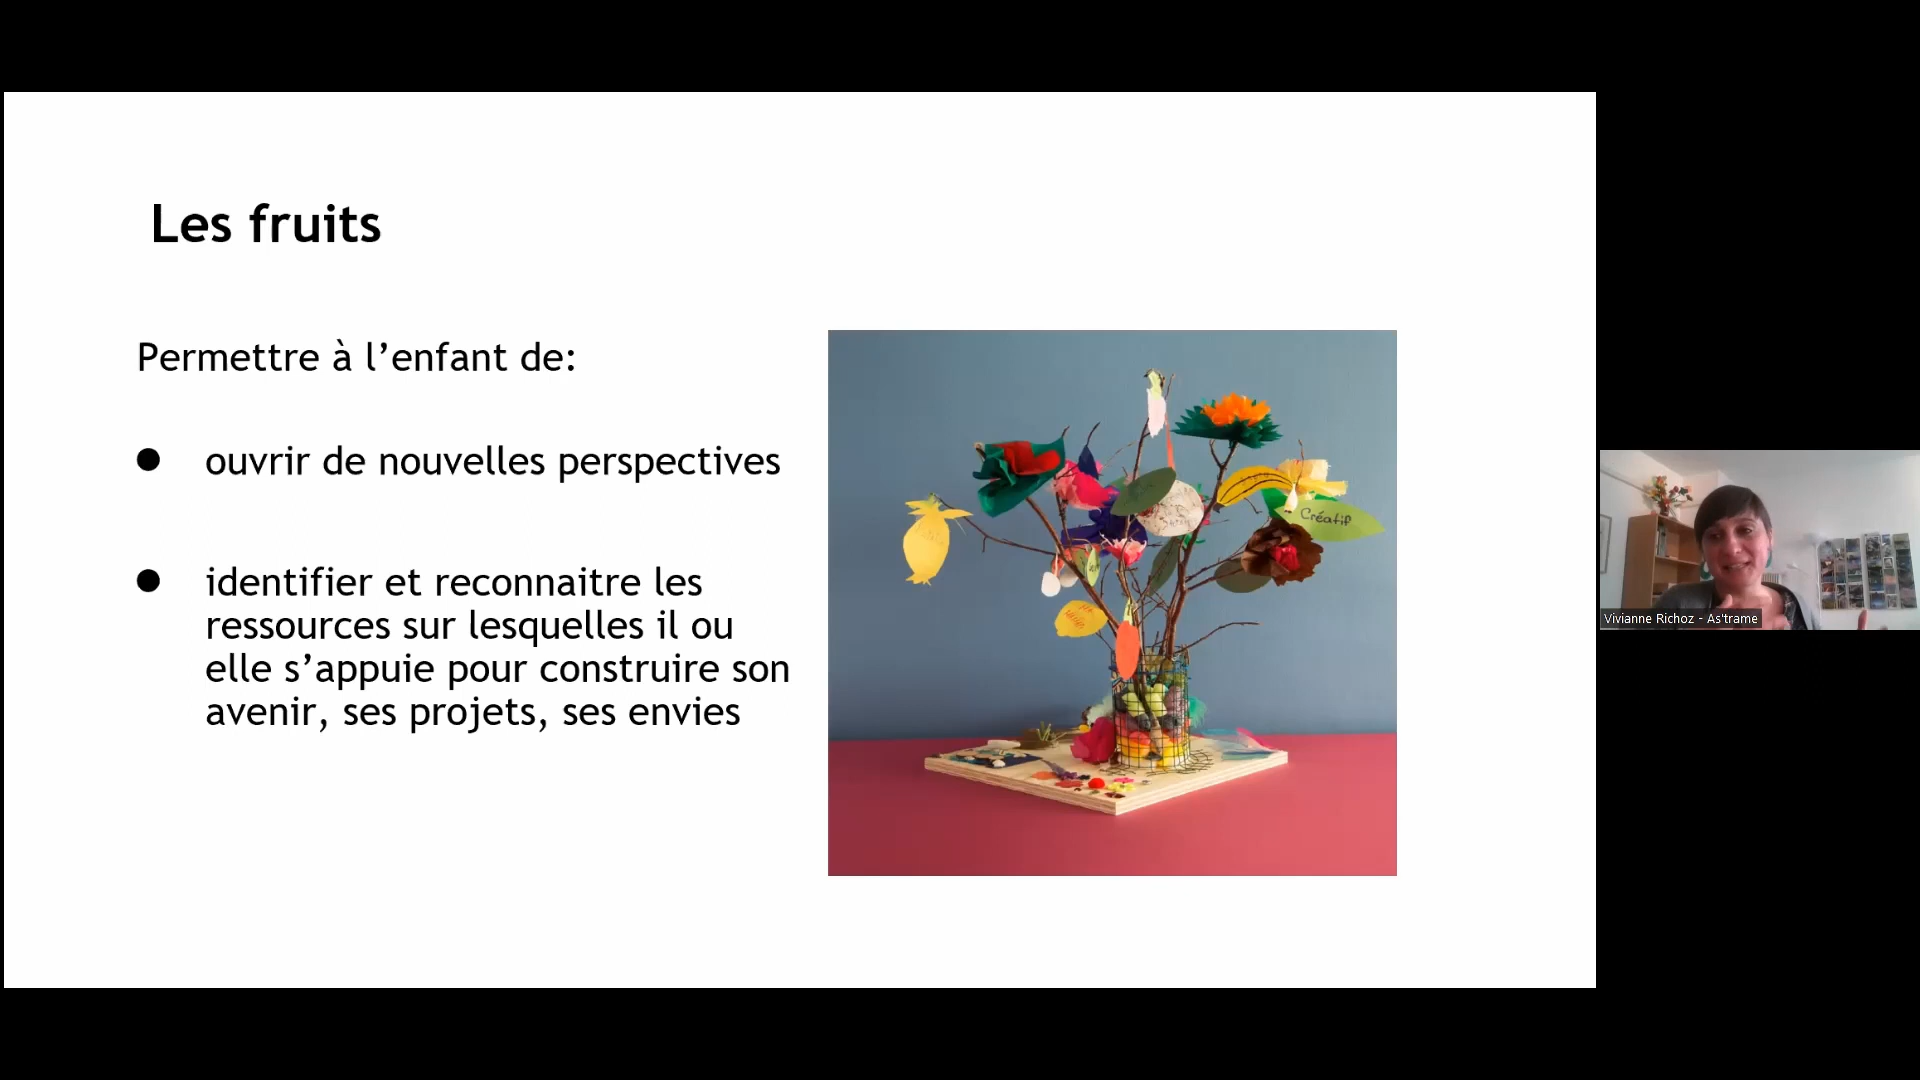 Les fruits
Permettre à l’enfant de:
● ouvrir de nouvelles perspectives
● identifier et reconnaitre les
ressources sur lesquelles il ou
elle s’appuie pour construire son
avenir, ses projets, ses envies
Créatif
Vivianne Richoz - As'trame